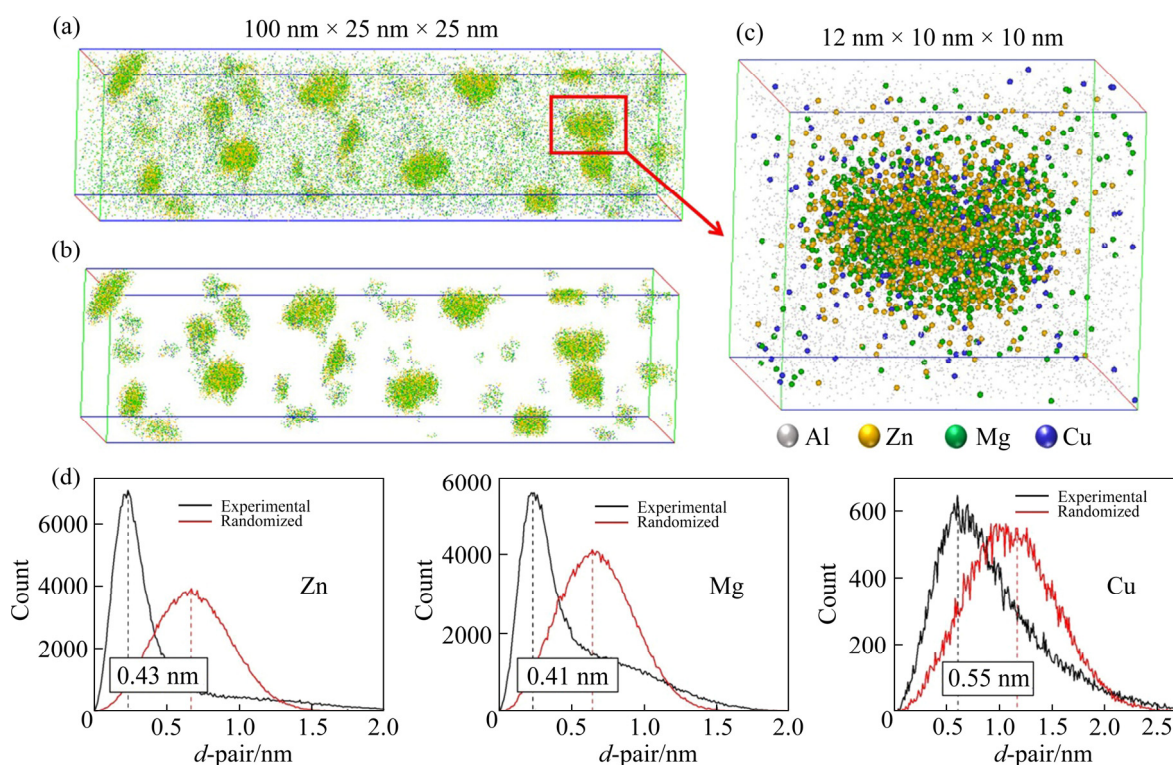 (a)
100 nm × 25 nm × 25 nm
(c)
12 nm × 10 nm × 10 nm
(b)
Al Zn Mg Cu
(d)
6000
4000
2000
0
Count
Experimental
Randomized
Zn
0.43 nm
0 0.5 1.0 1.5 2.0
d-pair/nm
6000
4000
2000
Count
Experimental
Randomized
Mg
0.41 nm
0 0.5 1.0 1.5 2.0
d-pair/nm
600
400
200
Count
Experimental
Randomized
Cu
0.55 nm
0 0.5 1.0 1.5 2.0 2.5
d-pair/nm